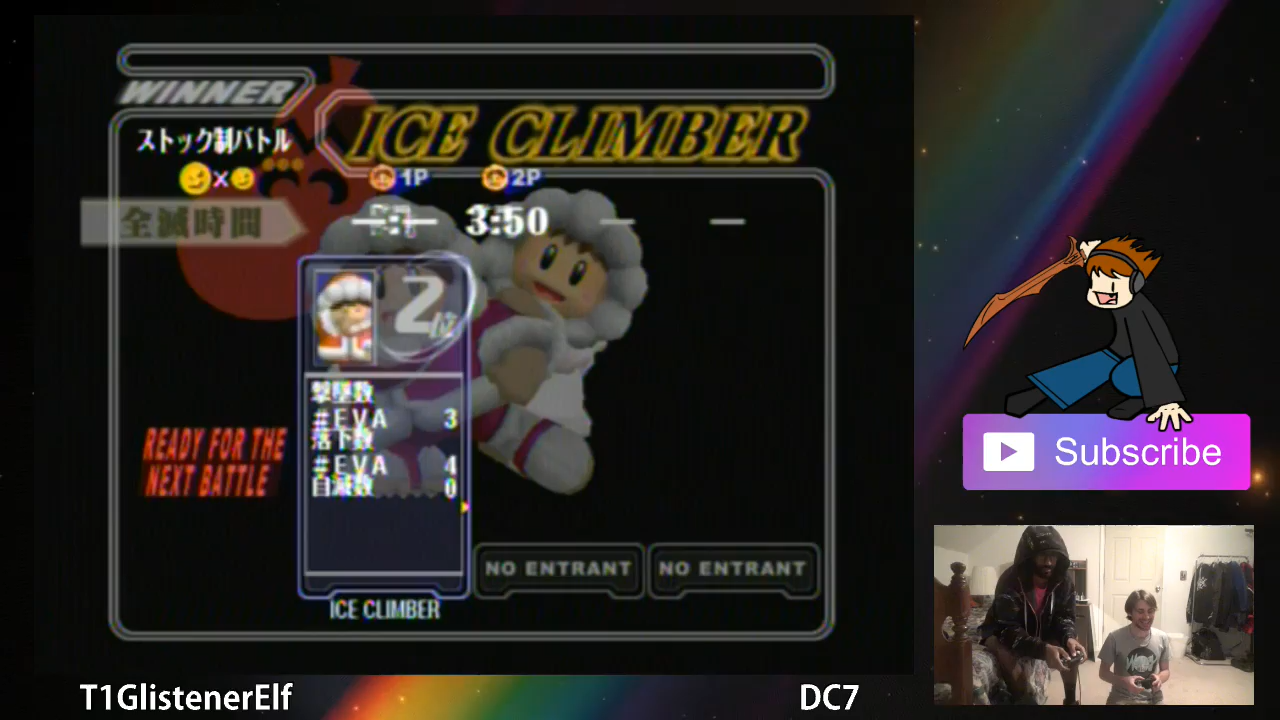 WINNER
ICE CLIMBER
ストック制バトル
1P 2P
全滅時間
3:50
2位
撃墜数
#EVA 3
落下数
#EVA 4
自滅数 0
READY FOR THE
NEXT BATTLE
NO ENTRANT
NO ENTRANT
ICE CLIMBER
Subscribe
T1GlistenerElf
DC7